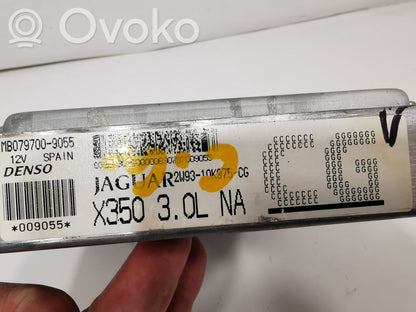 Ovoko
MB079700-9055
12V SPAIN
DENSO
*009055*
JAGUAR 2W93-10K975-CG
X350 3.0L NA
CG
V